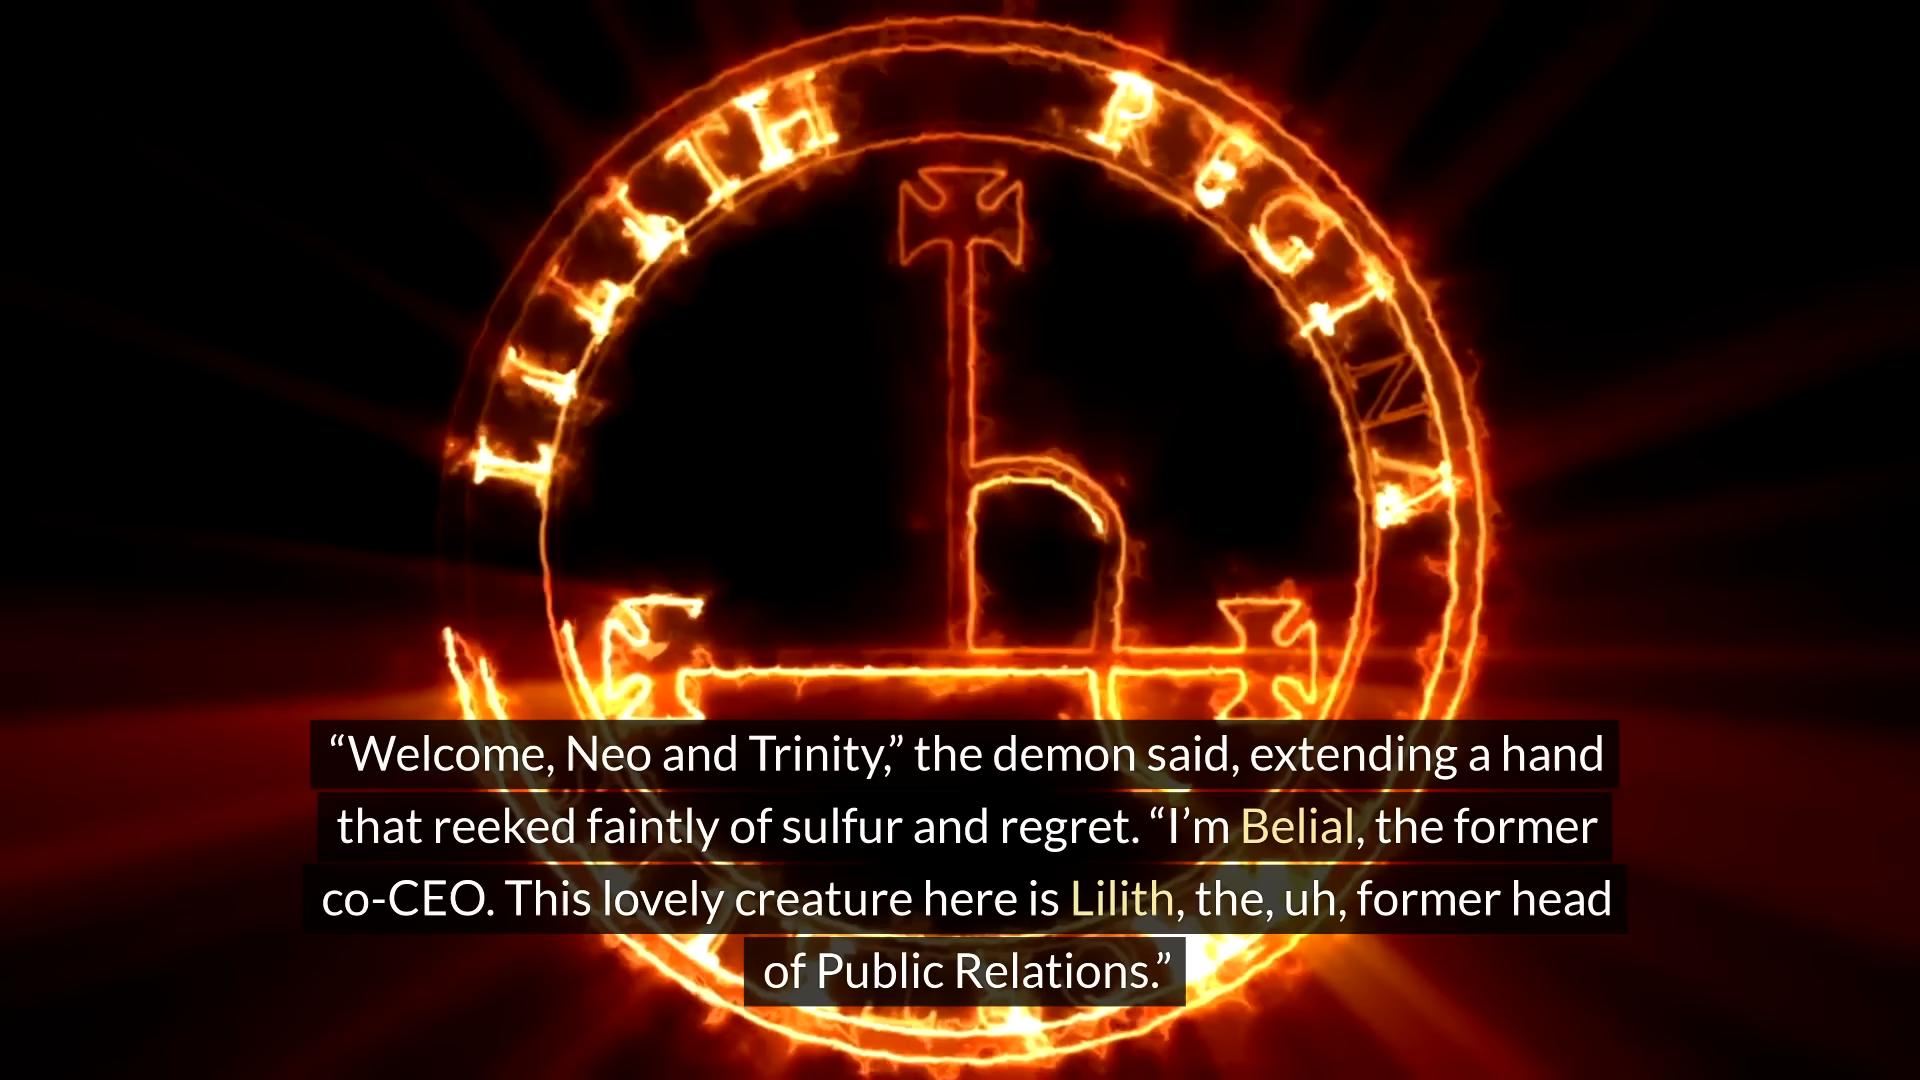 LILLITH REGINA
“Welcome, Neo and Trinity,” the demon said, extending a hand
that reeked faintly of sulfur and regret. “I’m Belial, the former
co-CEO. This lovely creature here is Lilith, the, uh, former head
of Public Relations.”